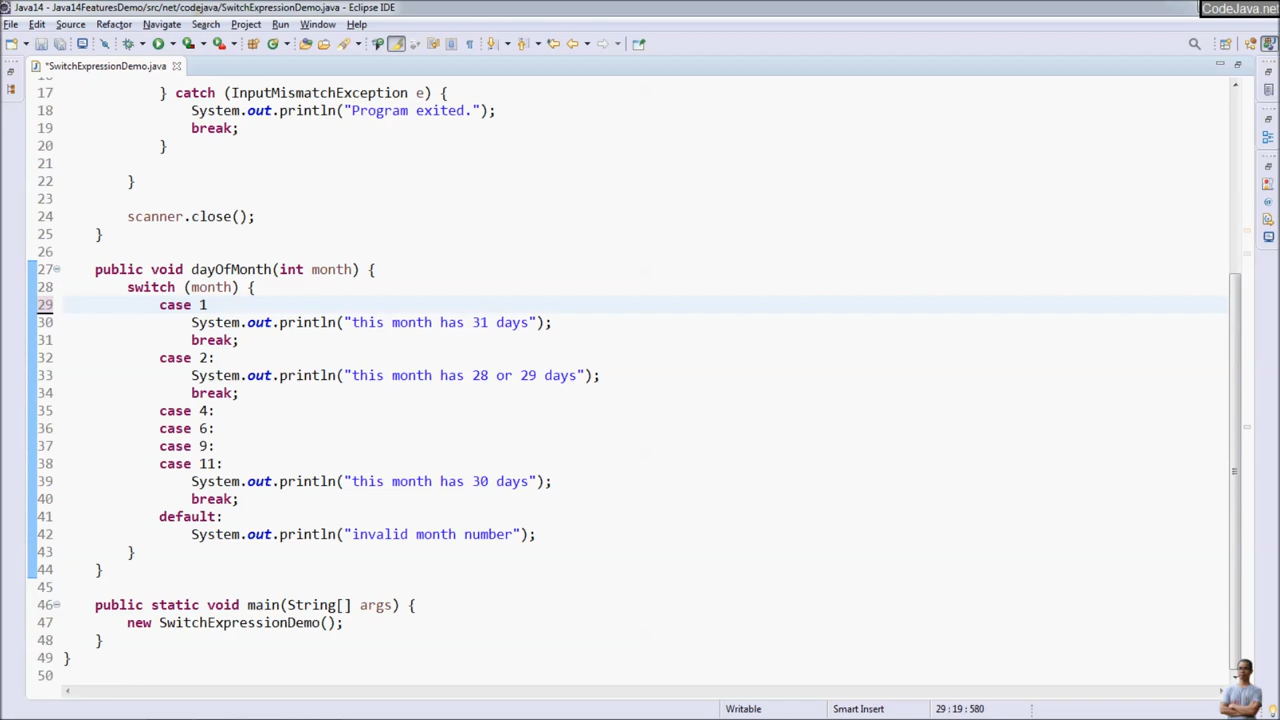 Java14 - Java14FeaturesDemo/src/net/codejava/SwitchExpressionDemo.java - Eclipse IDE
CodeJava.net
File Edit Source Refactor Navigate Search Project Run Window Help
*SwitchExpressionDemo.java
17 } catch (InputMismatchException e) {
18 System.out.println("Program exited.");
19 break;
20 }
21
22 }
23
24 scanner.close();
25 }
26
27 public void dayOfMonth(int month) {
28 switch (month) {
29 case 1
30 System.out.println("this month has 31 days");
31 break;
32 case 2:
33 System.out.println("this month has 28 or 29 days");
34 break;
35 case 4:
36 case 6:
37 case 9:
38 case 11:
39 System.out.println("this month has 30 days");
40 break;
41 default:
42 System.out.println("invalid month number");
43 }
44 }
45
46 public static void main(String[] args) {
47 new SwitchExpressionDemo();
48 }
49 }
50
Writable Smart Insert 29 : 19 : 580